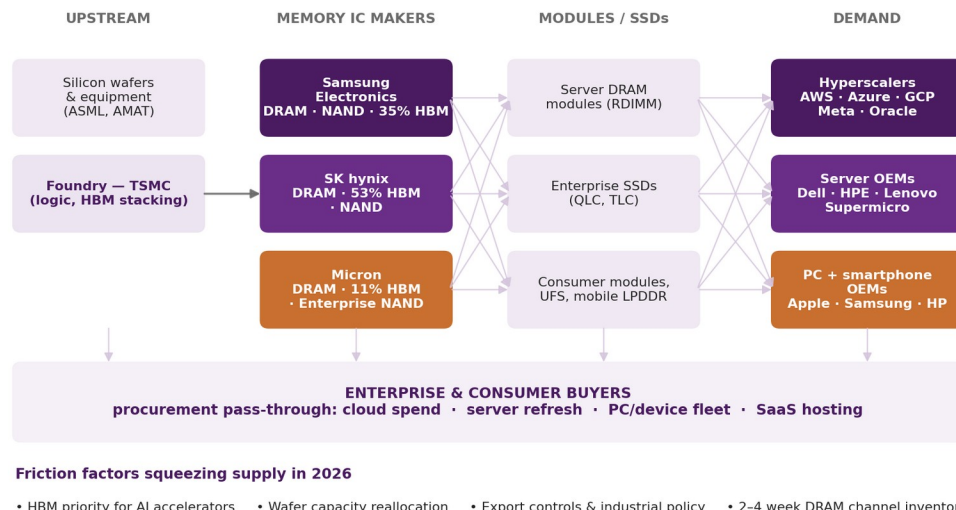 UPSTREAM
MEMORY IC MAKERS
MODULES / SSDs
DEMAND
Silicon wafers
& equipment
(ASML, AMAT)
Samsung
Electronics
DRAM · NAND · 35% HBM
Server DRAM
modules (RDIMM)
Hyperscalers
AWS · Azure · GCP
Meta · Oracle
Foundry — TSMC
(logic, HBM stacking)
SK hynix
DRAM · 53% HBM
· NAND
Enterprise SSDs
(QLC, TLC)
Server OEMs
Dell · HPE · Lenovo
Supermicro
Micron
DRAM · 11% HBM
· Enterprise NAND
Consumer modules,
UFS, mobile LPDDR
PC + smartphone
OEMs
Apple · Samsung · HP
ENTERPRISE & CONSUMER BUYERS
procurement pass-through: cloud spend · server refresh · PC/device fleet · SaaS hosting
Friction factors squeezing supply in 2026
• HBM priority for AI accelerators • Wafer capacity reallocation • Export controls & industrial policy • 2–4 week DRAM channel